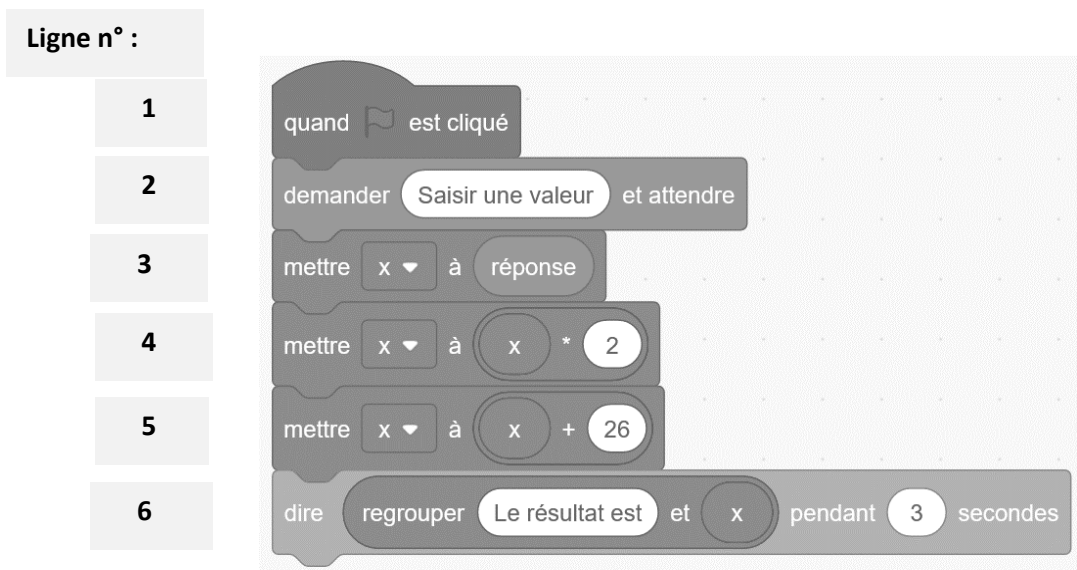 Ligne n° :
1 quand est cliqué
2 demander Saisir une valeur et attendre
3 mettre x à réponse
4 mettre x à x * 2
5 mettre x à x + 26
6 dire regrouper Le résultat est et x pendant 3 secondes